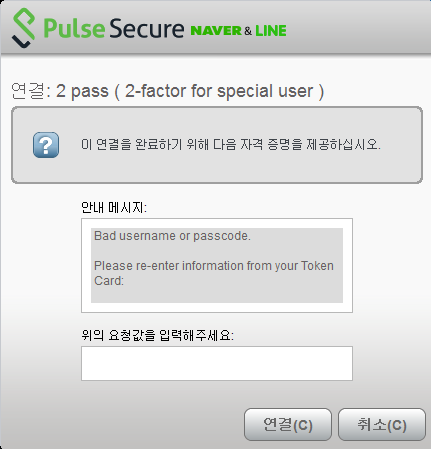 Pulse Secure NAVER & LINE
연결: 2 pass ( 2-factor for special user )
이 연결을 완료하기 위해 다음 자격 증명을 제공하십시오.
안내 메시지:
Bad username or passcode.
Please re-enter information from your Token
Card:
위의 요청값을 입력해주세요:
연결(C) 취소(C)